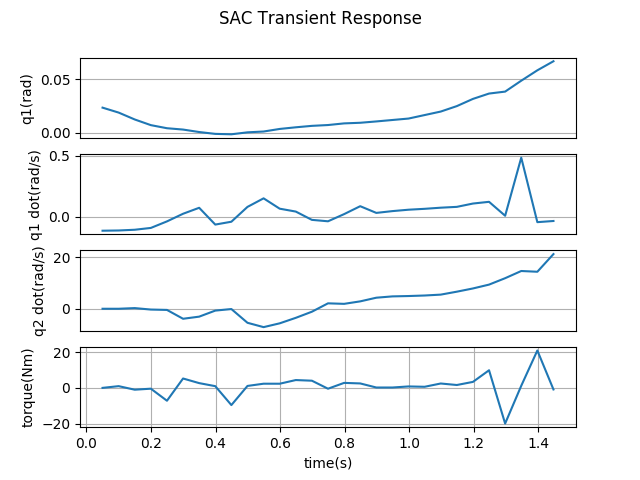 SAC Transient Response
q1(rad)
0.05
0.00
q1 dot(rad/s)
0.5
0.0
q2 dot(rad/s)
20
0
torque(Nm)
20
0
−20
0.0 0.2 0.4 0.6 0.8 1.0 1.2 1.4
time(s)